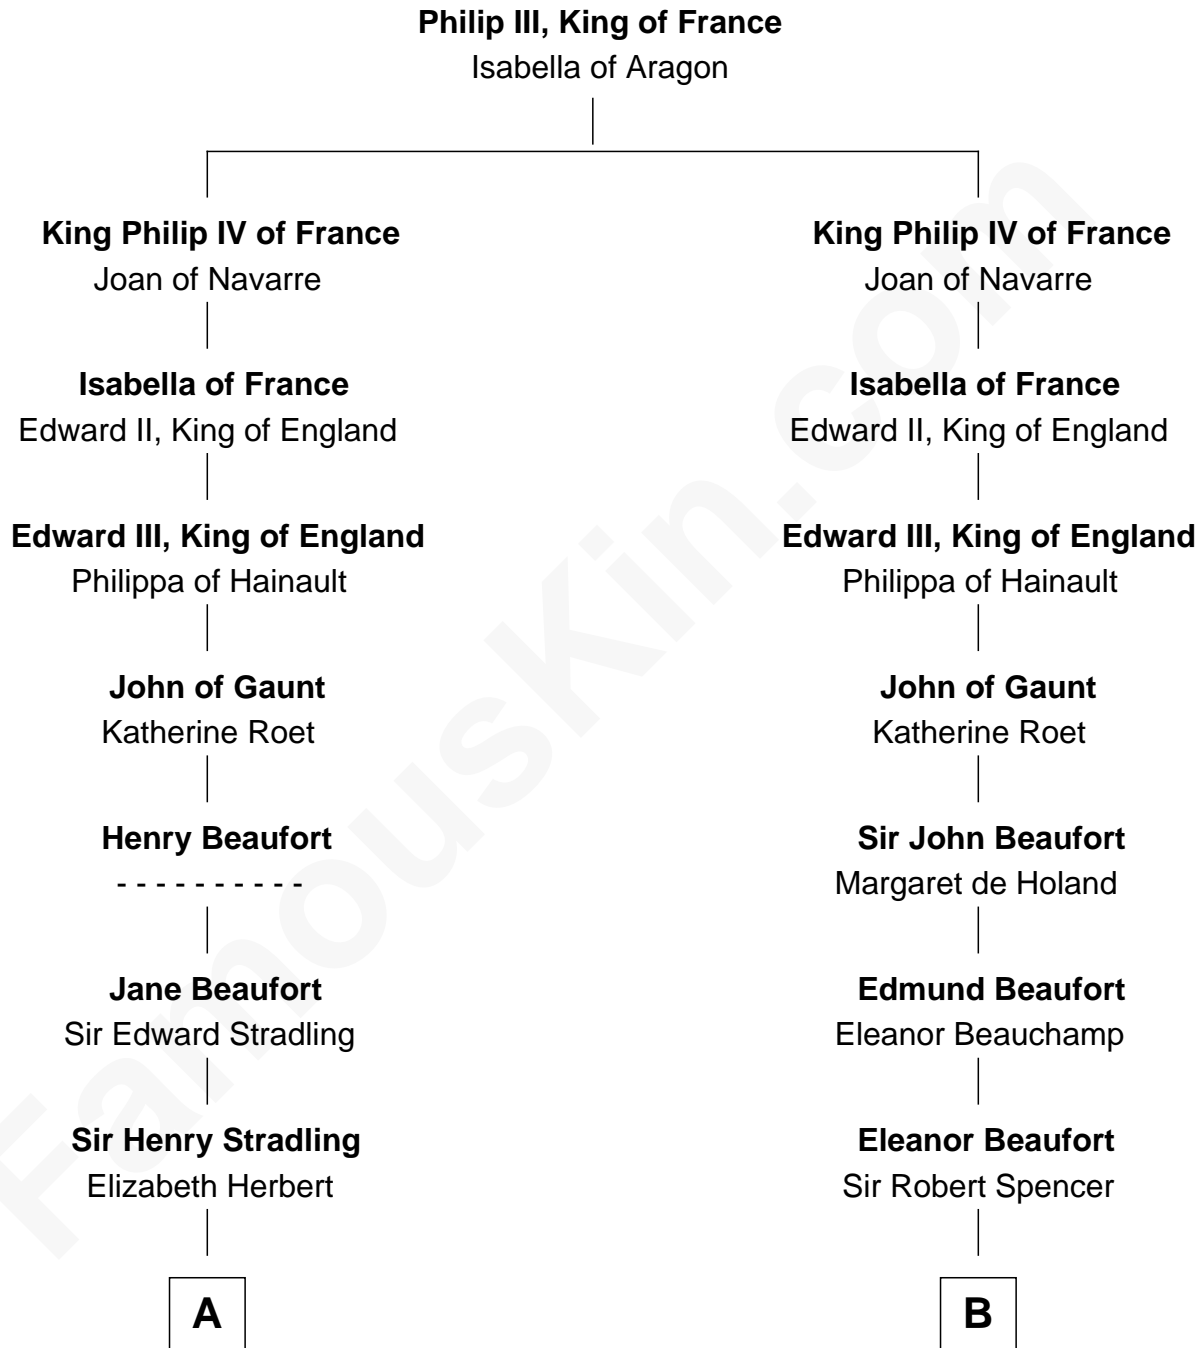 Philip III, King of France
Isabella of Aragon
King Philip IV of France
Joan of Navarre
King Philip IV of France
Joan of Navarre
Isabella of France
Edward II, King of England
Isabella of France
Edward II, King of England
Edward III, King of England
Philippa of Hainault
Edward III, King of England
Philippa of Hainault
John of Gaunt
Katherine Roet
John of Gaunt
Katherine Roet
Henry Beaufort
- - - - - - - - - -
Sir John Beaufort
Margaret de Holand
Jane Beaufort
Sir Edward Stradling
Edmund Beaufort
Eleanor Beauchamp
Sir Henry Stradling
Elizabeth Herbert
Eleanor Beaufort
Sir Robert Spencer
A
B
FamousKin.com